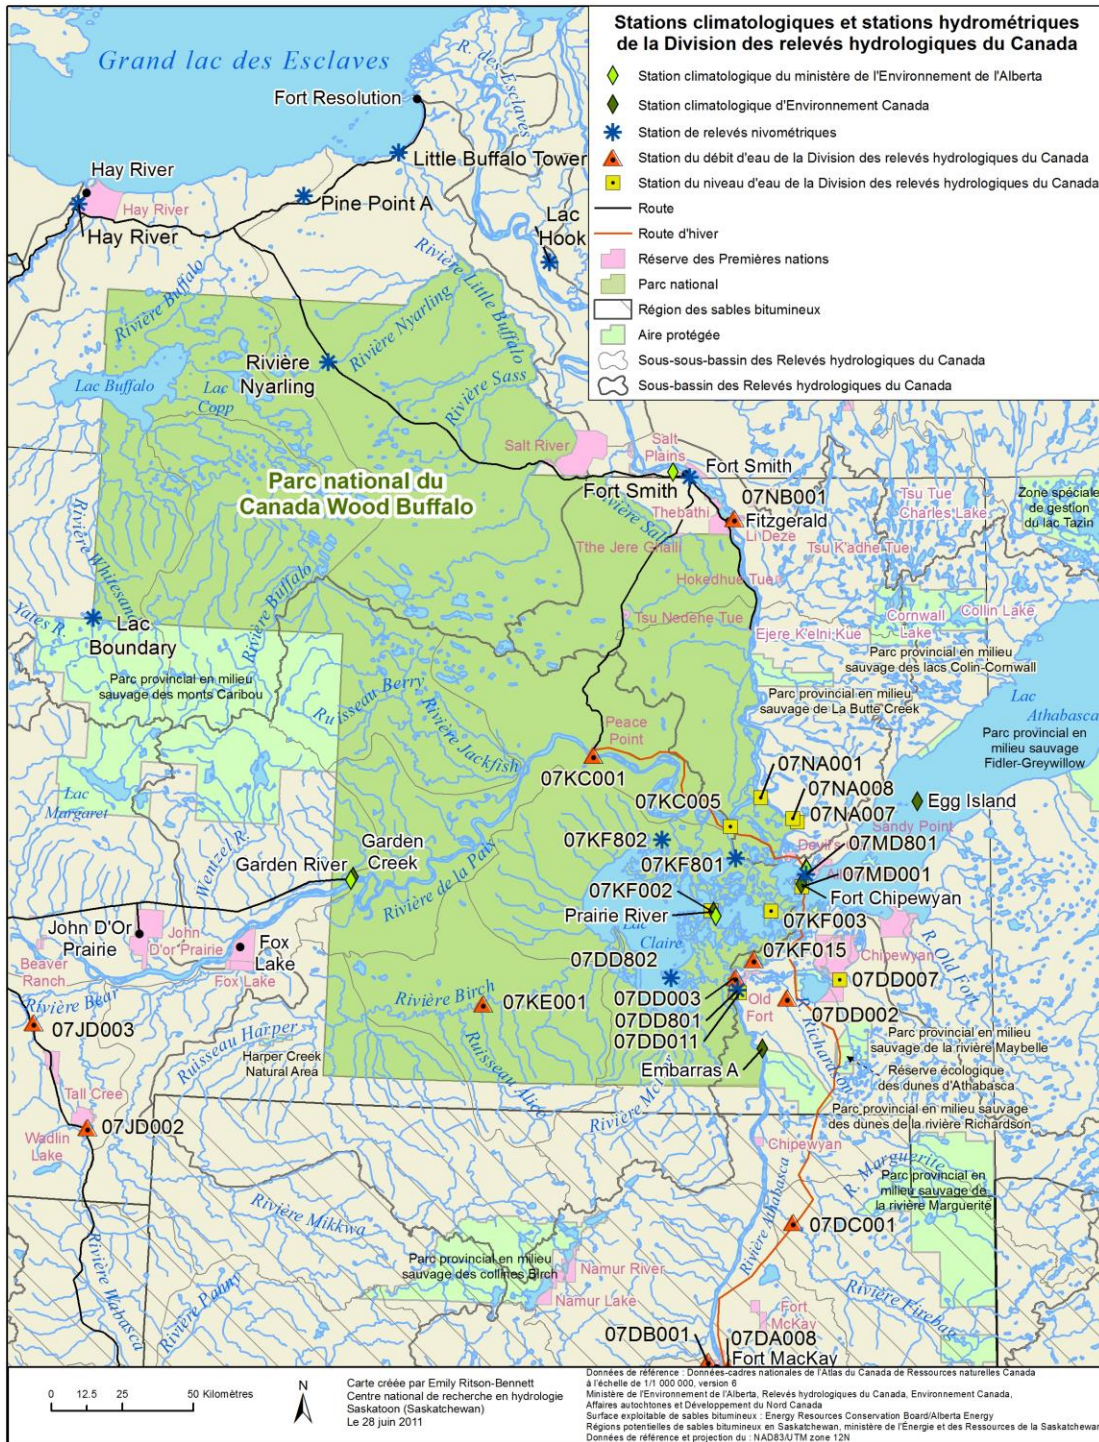 Stations climatologiques et stations hydrométriques
de la Division des relevés hydrologiques du Canada
Station climatologique du ministère de l'Environnement de l'Alberta
Station climatologique d'Environnement Canada
Station de relevés nivométriques
Station du débit d'eau de la Division des relevés hydrologiques du Canada
Station du niveau d'eau de la Division des relevés hydrologiques du Canada
Route
Route d'hiver
Réserve des Premières nations
Parc national
Région des sables bitumineux
Aire protégée
Sous-sous-bassin des Relevés hydrologiques du Canada
Sous-bassin des Relevés hydrologiques du Canada
Grand lac des Esclaves
R. des Esclaves
Fort Resolution
Little Buffalo Tower
Hay River
Hay River
Hay River
Pine Point A
Lac
Hook
Rivière Buffalo
Rivière Nyarling
Rivière Little Buffalo
Rivière
Nyarling
Rivière Sass
Lac Buffalo
Lac
Copp
Salt River
Salt
Plains
Fort Smith
Fort Smith
Parc national du
Canada Wood Buffalo
07NB001
Fitzgerald
Thebathi
Li Deze
Tthe Jere Ghaili
Tsu Tue
Charles Lake
Tsu K'adhe Tue
Zone spéciale
de gestion
du lac Tazin
Hokedhue Tue
Tsu Nedehe Tue
Rivière Whitesand
Rivière Buffalo
Yates R.
Lac
Boundary
Cornwall
Lake
Collin Lake
Ejere K'elni Kue
Parc provincial en milieu
sauvage des lacs Colin-Cornwall
Parc provincial en milieu
sauvage des monts Caribou
Parc provincial en milieu
sauvage de La Butte Creek
Lac
Athabasca
Parc provincial en
milieu sauvage
Fidler-Greywillow
Ruisseau Berry
Rivière Jackfish
Peace
Point
07KC001
07NA001
07KC005
07NA008
07NA007
Egg Island
Sandy Point
Lac
Margaret
Wentzel R.
07KF802
07KF801
07MD801
07MD001
Garden
Creek
Garden River
Rivière de la Paix
07KF002
Prairie River
Fort Chipewyan
07KF003
John D'Or
Prairie
John
D'or Prairie
Fox
Lake
Fox Lake
Beaver
Ranch
Rivière Bear
Lac
Claire
07KF015
Chipewyan
R. Old Fort
07DD802
07DD007
Rivière Birch
07KE001
07DD003
Old
Fort
07DD002
07DD801
07DD011
07JD003
Ruisseau Harper
Harper Creek
Natural Area
Ruisseau Alice
Embarras A
Richardson
Parc provincial en milieu
sauvage de la rivière Maybelle
Réserve écologique
des dunes d'Athabasca
Parc provincial en milieu sauvage
des dunes de la rivière Richardson
Tall Cree
07JD002
Wadlin
Lake
Chipewyan
R. Marguerite
Parc provincial en
milieu sauvage de
la rivière Marguerite
Rivière Mikkwa
Rivière Athabasca
07DC001
Parc provincial en milieu
sauvage des collines Birch
Namur River
Namur Lake
Rivière Wabasca
Rivière Panny
Fort
McKay
Rivière Firebag
07DB001
07DA008
Fort MacKay
0 12.5 25 50 Kilomètres
N
Carte créée par Emily Ritson-Bennett
Centre national de recherche en hydrologie
Saskatoon (Saskatchewan)
Le 28 juin 2011
Données de référence : Données-cadres nationales de l'Atlas du Canada de Ressources naturelles Canada
à l'échelle de 1/1 000 000, version 6
Ministère de l'Environnement de l'Alberta, Relevés hydrologiques du Canada, Environnement Canada,
Affaires autochtones et Développement du Nord Canada
Surface exploitable de sables bitumineux : Energy Resources Conservation Board/Alberta Energy
Régions potentielles de sables bitumineux en Saskatchewan, ministère de l'Énergie et des Ressources de la Saskatchewan
Données de référence et projection du : NAD83/UTM zone 12N